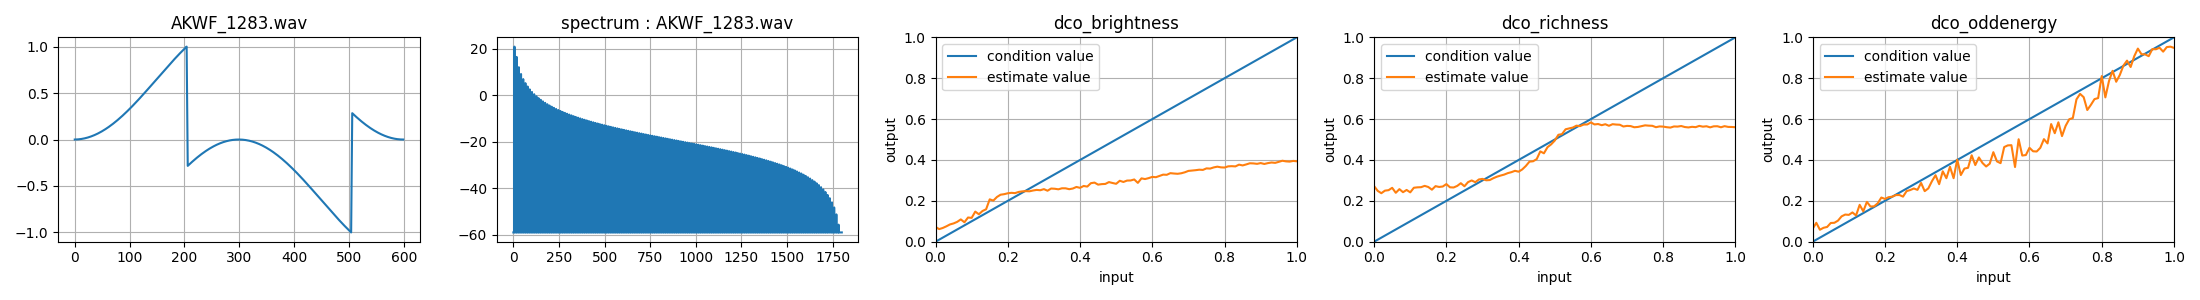 AKWF_1283.wav
1.0
0.5
0.0
−0.5
−1.0
0 100 200 300 400 500 600
spectrum : AKWF_1283.wav
20
0
−20
−40
−60
0 250 500 750 1000 1250 1500 1750
dco_brightness
condition value
estimate value
output
1.0
0.8
0.6
0.4
0.2
0.0
0.0 0.2 0.4 0.6 0.8 1.0
input
dco_richness
condition value
estimate value
output
1.0
0.8
0.6
0.4
0.2
0.0
0.0 0.2 0.4 0.6 0.8 1.0
input
dco_oddenergy
condition value
estimate value
output
1.0
0.8
0.6
0.4
0.2
0.0
0.0 0.2 0.4 0.6 0.8 1.0
input